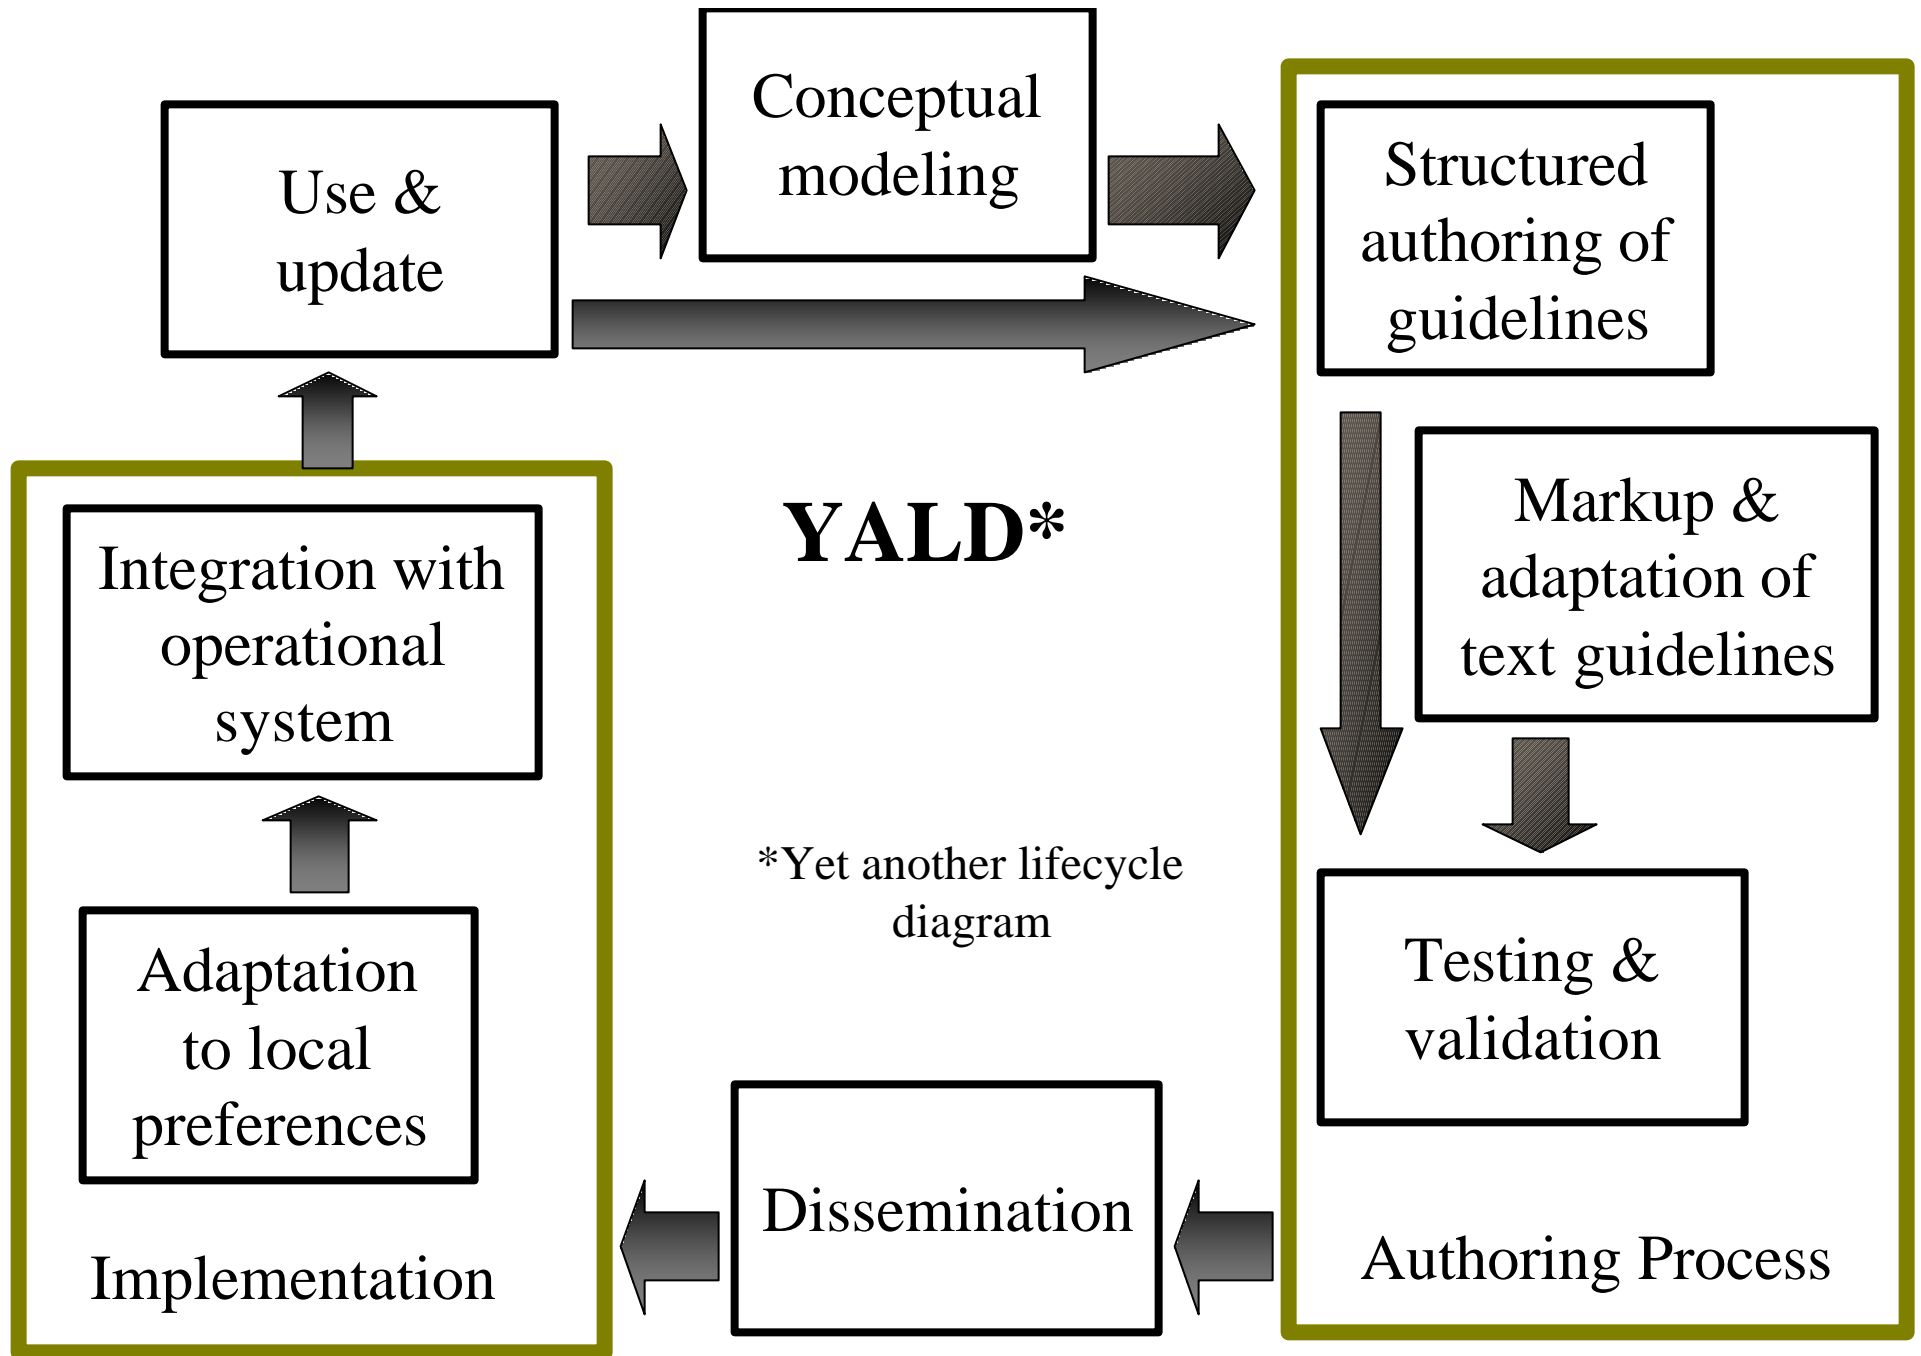 Conceptual
modeling
Use &
update
Structured
authoring of
guidelines
Markup &
adaptation of
text guidelines
YALD*
Integration with
operational
system
*Yet another lifecycle
diagram
Testing &
validation
Adaptation
to local
preferences
Dissemination
Authoring Process
Implementation